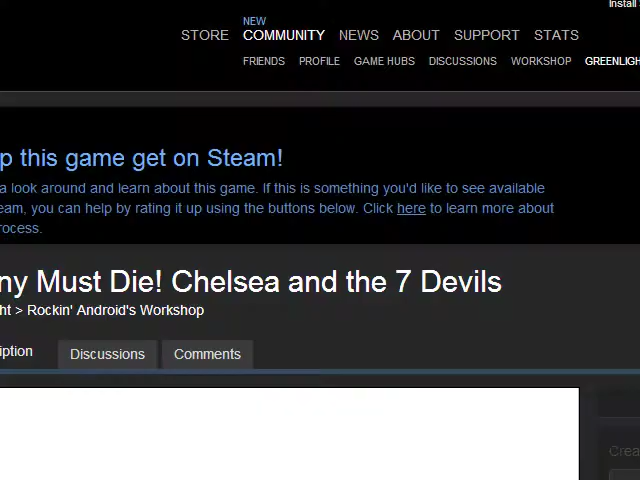 Install
NEW
STORE COMMUNITY NEWS ABOUT SUPPORT STATS
FRIENDS PROFILE GAME HUBS DISCUSSIONS WORKSHOP GREENLIGH
p this game get on Steam!
a look around and learn about this game. If this is something you'd like to see available
eam, you can help by rating it up using the buttons below. Click here to learn more about
rocess.
ny Must Die! Chelsea and the 7 Devils
ht > Rockin' Android's Workshop
iption Discussions Comments
Crea